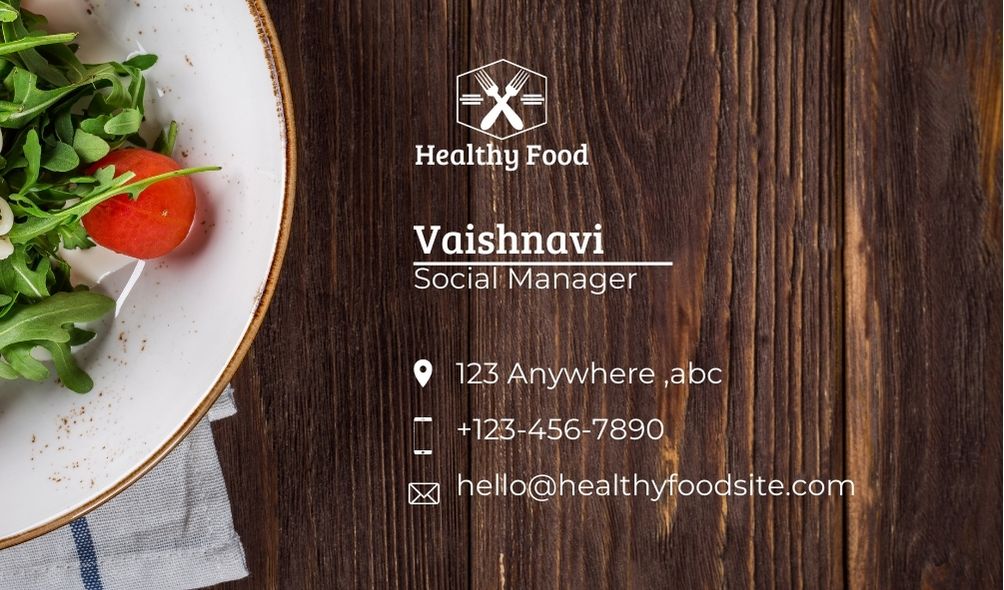 Healthy Food
Vaishnavi
Social Manager
123 Anywhere ,abc
+123-456-7890
hello@healthyfoodsite.com